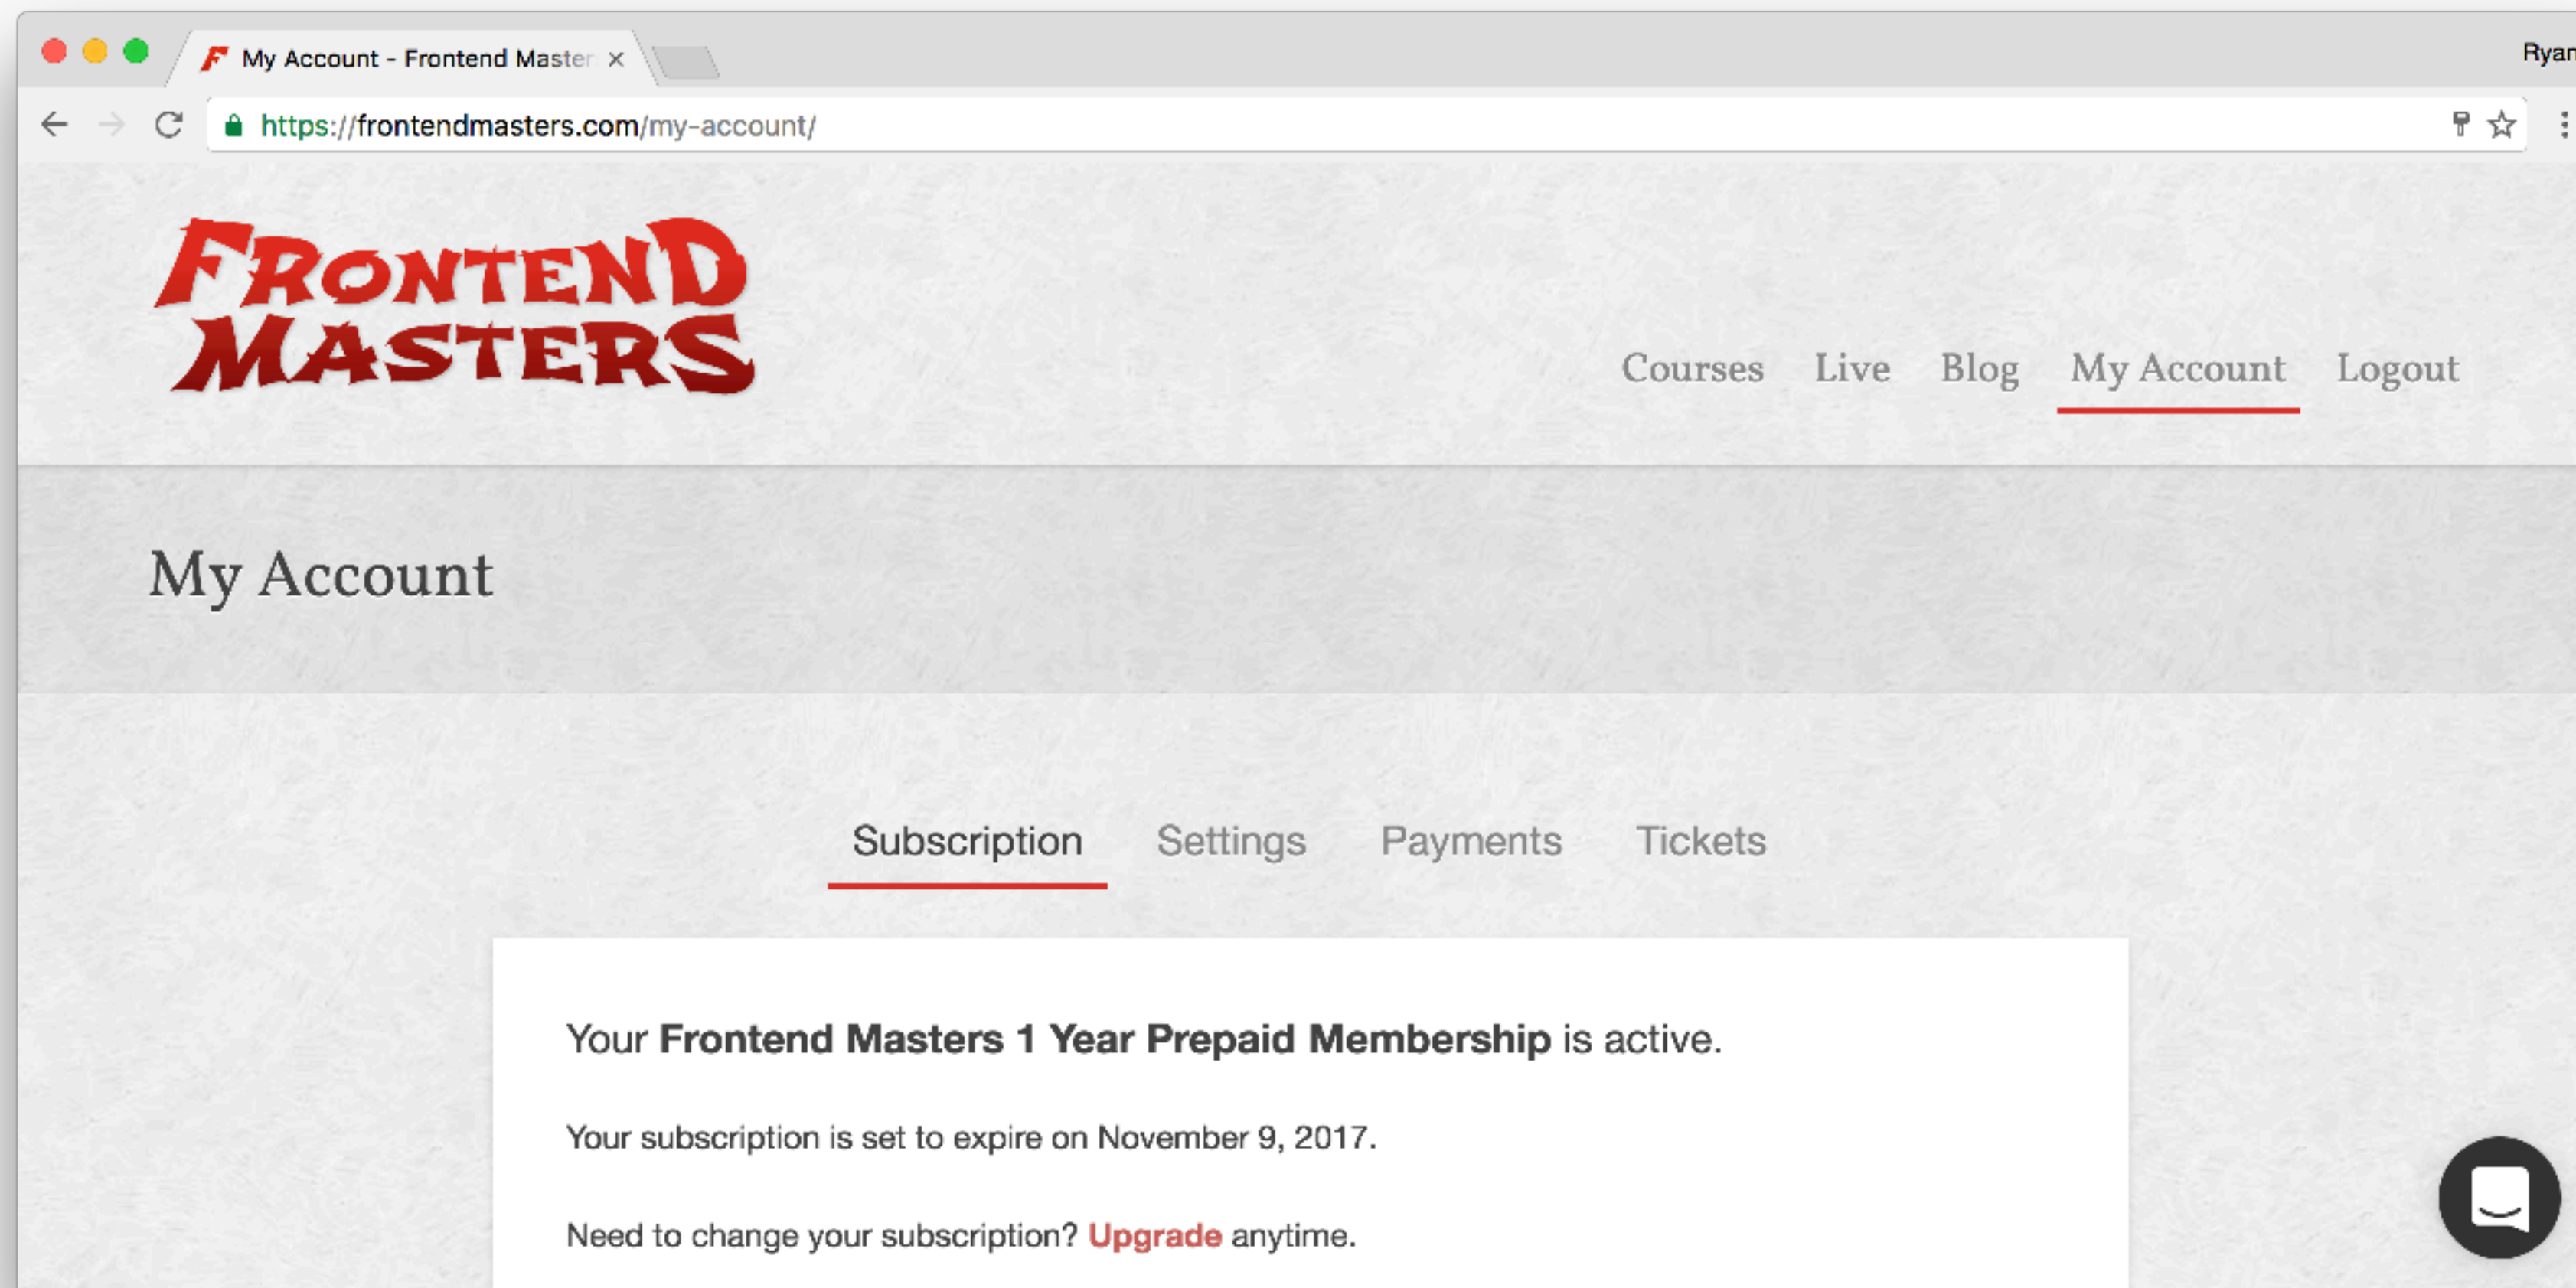 My Account - Frontend Master
Ryan
https://frontendmasters.com/my-account/
FRONTEND
MASTERS
Courses Live Blog My Account Logout
My Account
Subscription Settings Payments Tickets
Your Frontend Masters 1 Year Prepaid Membership is active.
Your subscription is set to expire on November 9, 2017.
Need to change your subscription? Upgrade anytime.